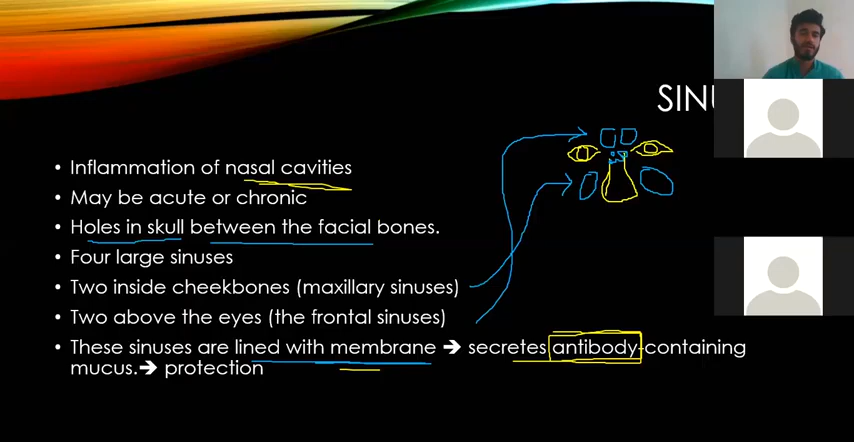 SINU
• Inflammation of nasal cavities
• May be acute or chronic
• Holes in skull between the facial bones.
• Four large sinuses
• Two inside cheekbones (maxillary sinuses)
• Two above the eyes (the frontal sinuses)
• These sinuses are lined with membrane ➔ secretes antibody-containing
mucus.➔ protection